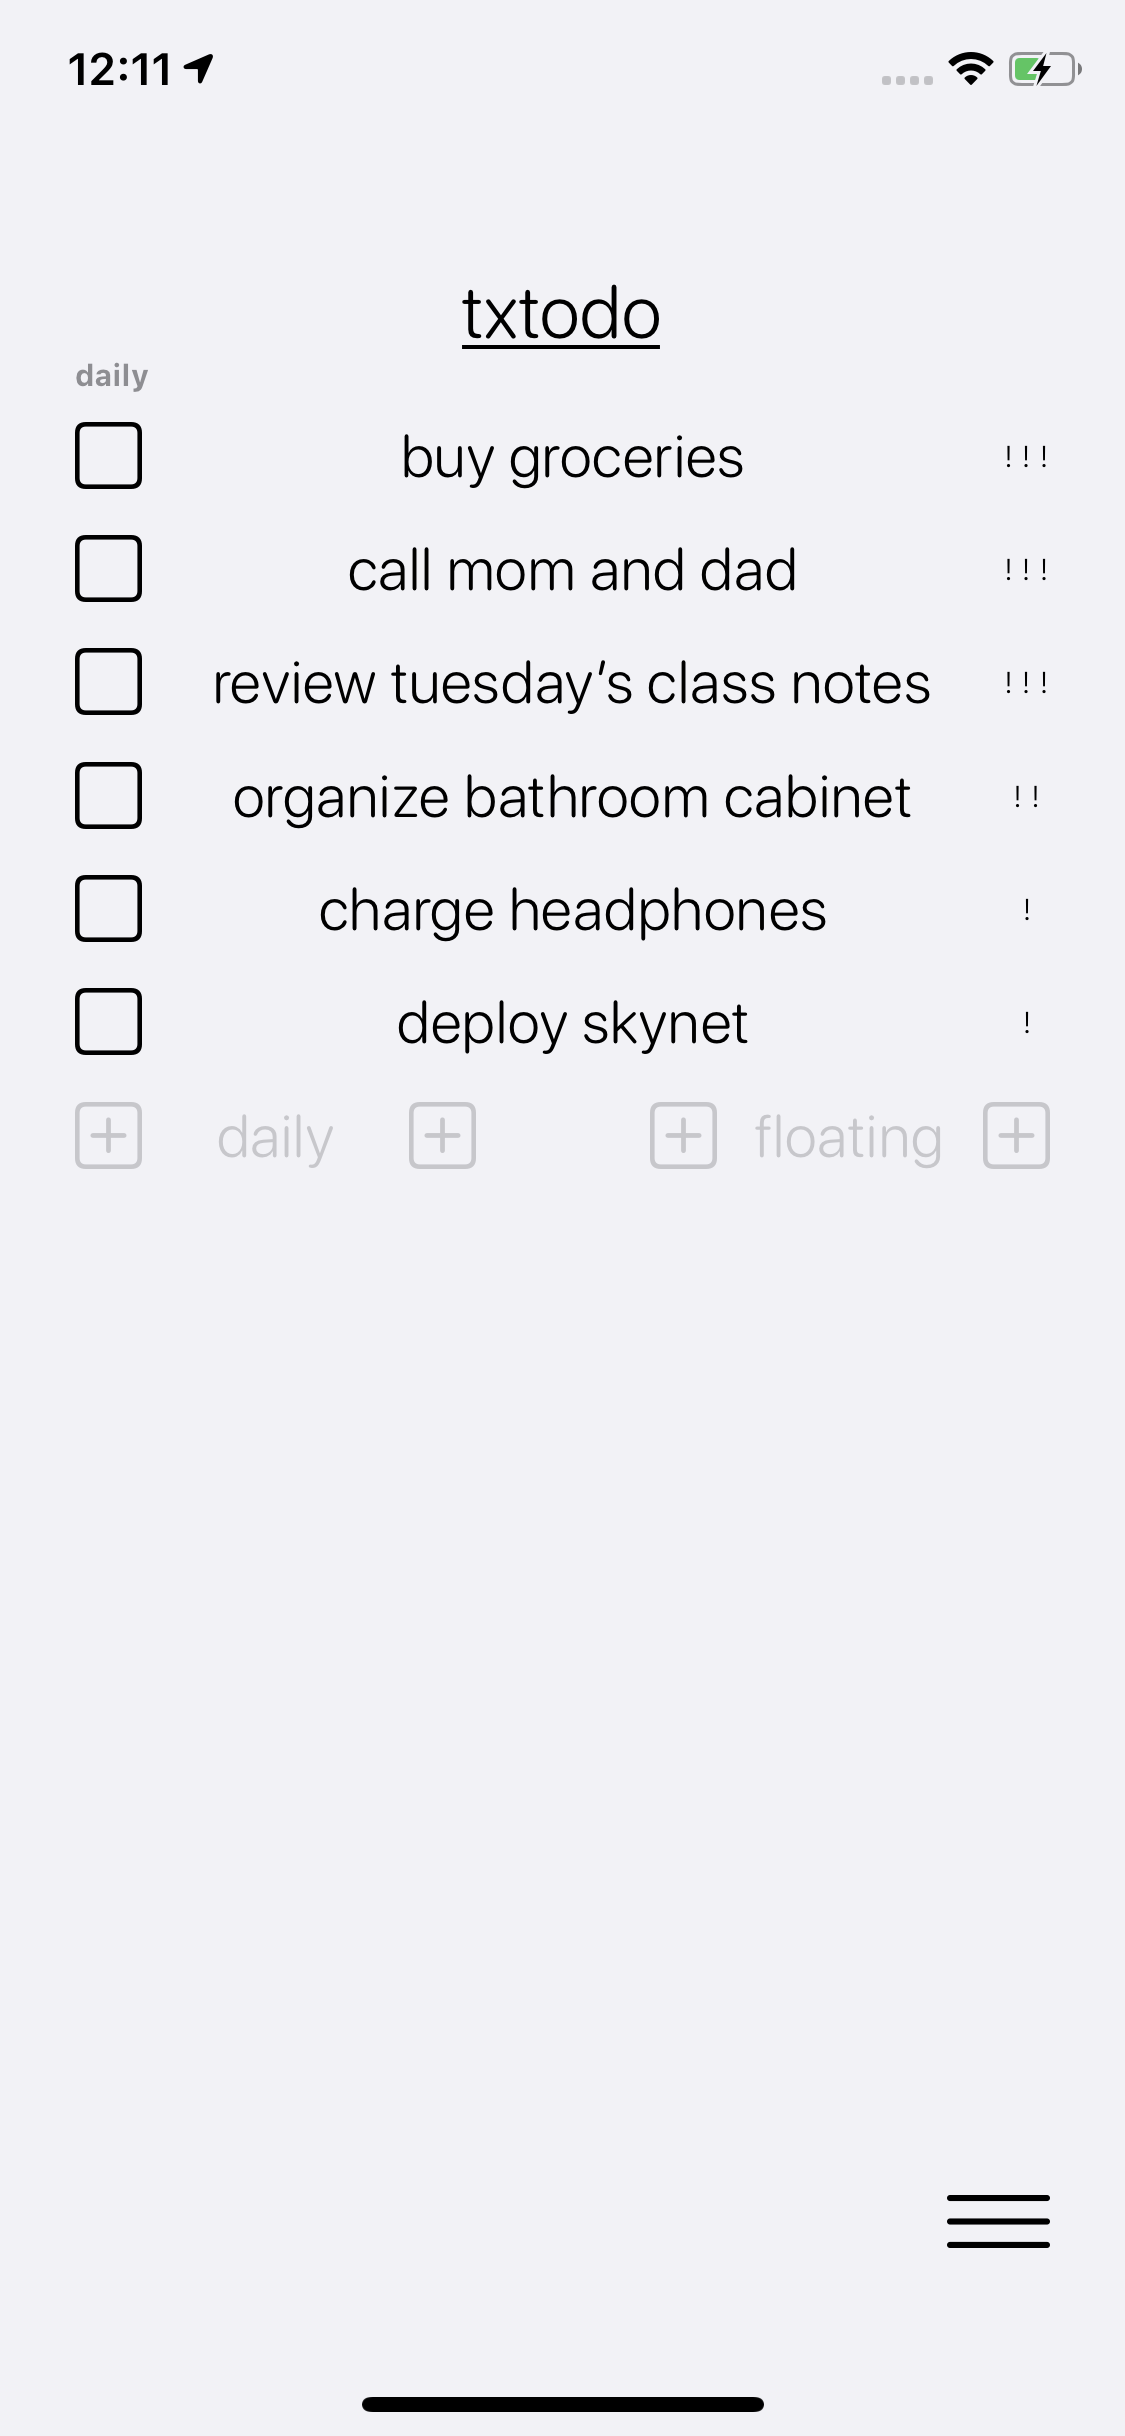 12:11
txtodo
daily
buy groceries !!!
call mom and dad !!!
review tuesday's class notes !!!
organize bathroom cabinet !!
charge headphones !
deploy skynet !
daily floating